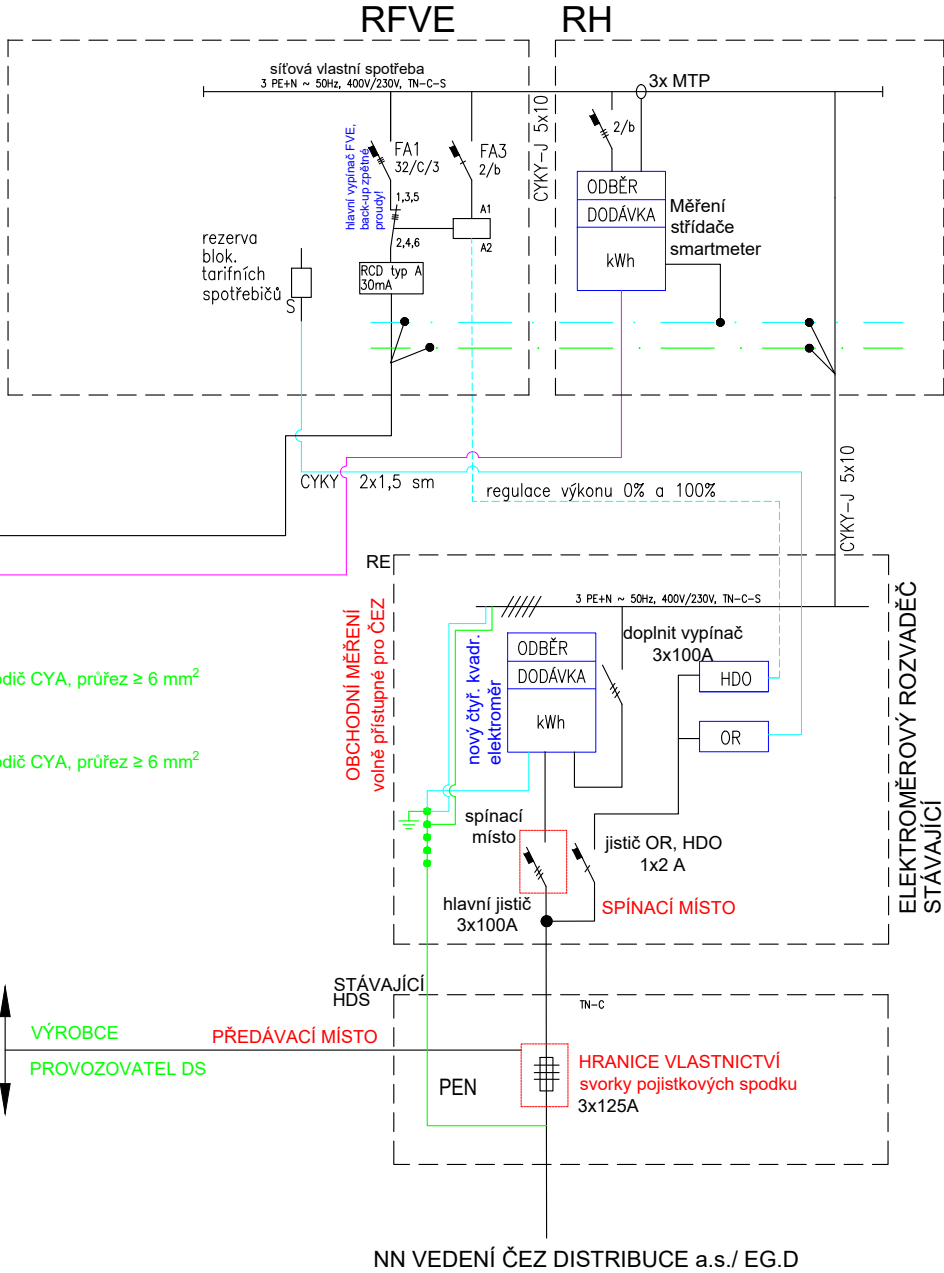 RFVE
RH
síťová vlastní spotřeba
3 PE+N ~ 50Hz, 400V/230V, TN-C-S
3x MTP
CYKY-J 5x10
2/b
hlavní vypínač FVE,
back-up zpětné
proudy!
FA1
32/C/3
FA3
2/b
1,3,5
2,4,6
A1
A2
RCD typ A
30mA
rezerva
blok.
tarifních
spotřebičů
S
ODBĚR
DODÁVKA
kWh
Měření
střídače
smartmeter
CYKY 2x1,5 sm
regulace výkonu 0% a 100%
CYKY-J 5x10
RE
3 PE+N ~ 50Hz, 400V/230V, TN-C-S
OBCHODNÍ MĚŘENÍ
volně přístupné pro ČEZ
nový čtyř. kvadr.
elektroměr
ODBĚR
DODÁVKA
kWh
doplnit vypínač
3x100A
HDO
OR
ELEKTROMĚROVÝ ROZVADĚČ
STÁVAJÍCÍ
odič CYA, průřez ≥ 6 mm²
odič CYA, průřez ≥ 6 mm²
spínací
místo
jistič OR, HDO
1x2 A
hlavní jistič
3x100A
SPÍNACÍ MÍSTO
STÁVAJÍCÍ
HDS
TN-C
VÝROBCE
PŘEDÁVACÍ MÍSTO
PROVOZOVATEL DS
PEN
HRANICE VLASTNICTVÍ
svorky pojistkových spodku
3x125A
NN VEDENÍ ČEZ DISTRIBUCE a.s./ EG.D